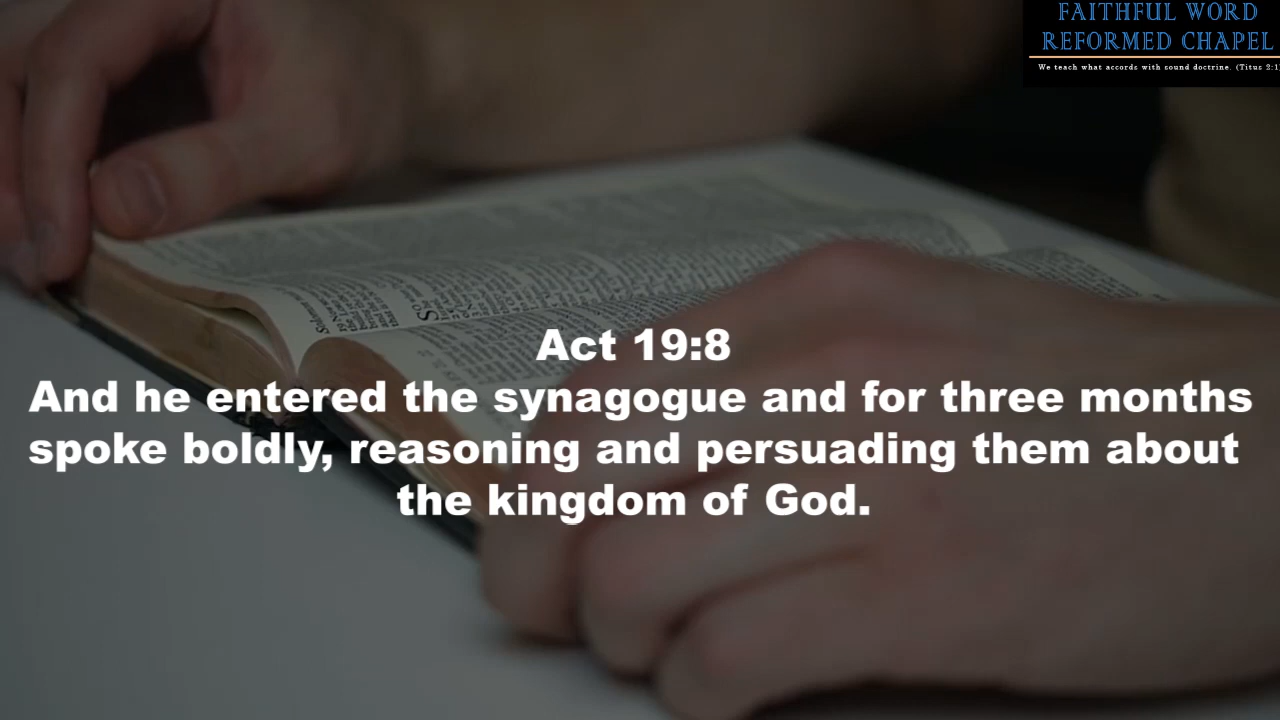 FAITHFUL WORD
REFORMED CHAPEL
We teach what accords with sound doctrine. (Titus 2:1
Act 19:8
And he entered the synagogue and for three months
spoke boldly, reasoning and persuading them about
the kingdom of God.